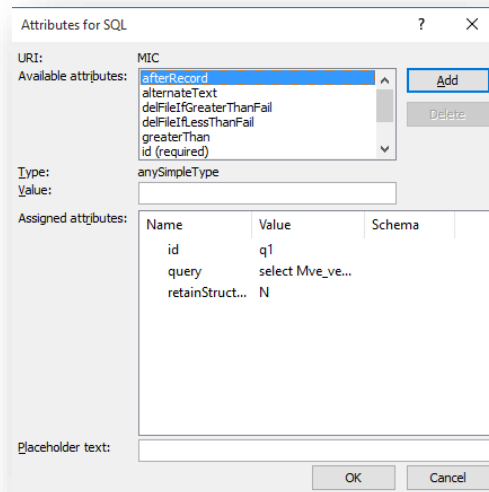 Attributes for SQL ? ×
URI: MIC
Available attributes: afterRecord Add
alternateText
delFileIfGreaterThanFail Delete
delFileIfLessThanFail
greaterThan
id (required)
Type: anySimpleType
Value:
Assigned attributes: Name Value Schema
id q1
query select Mve_ve...
retainStruct... N
Placeholder text:
OK Cancel